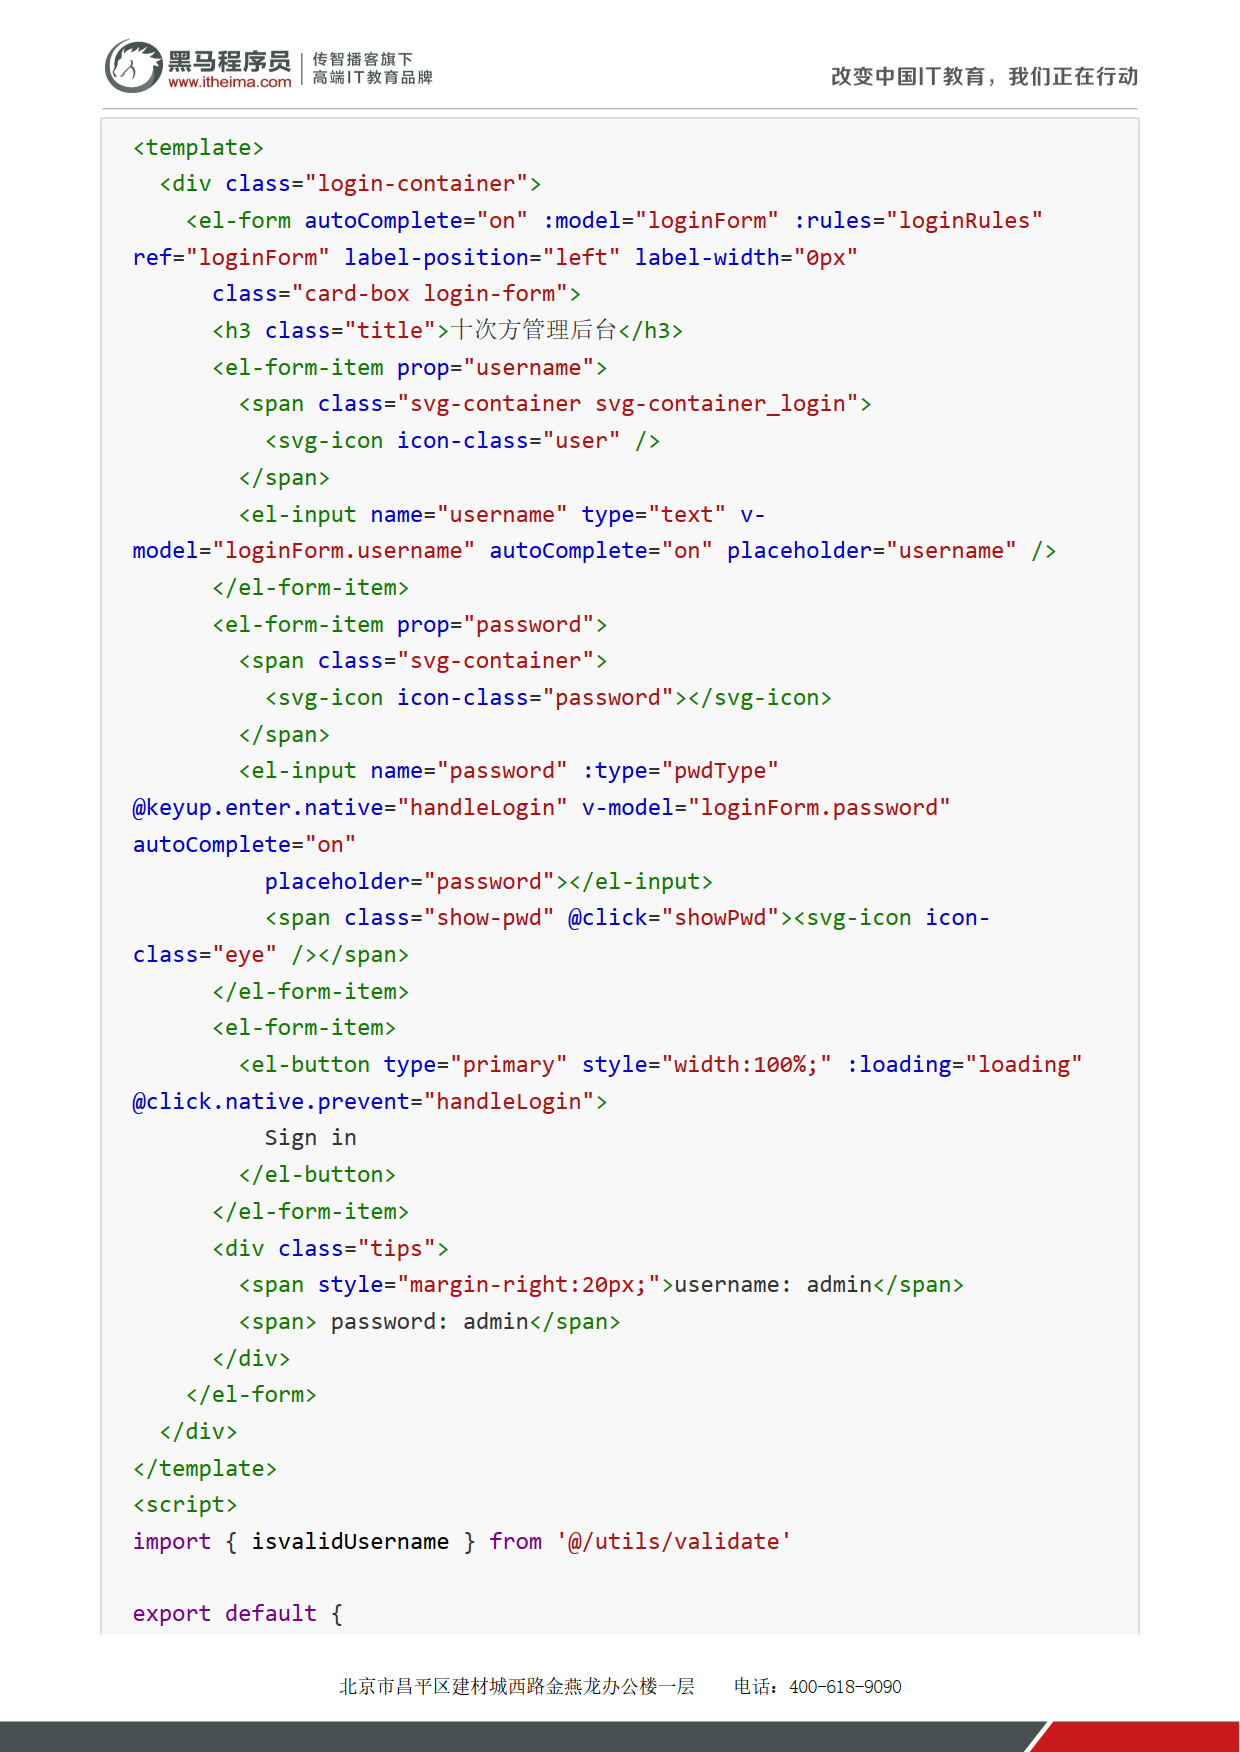 黑马程序员
www.itheima.com
传智播客旗下
高端IT教育品牌
改变中国IT教育，我们正在行动
<template>
  <div class="login-container">
    <el-form autoComplete="on" :model="loginForm" :rules="loginRules"
ref="loginForm" label-position="left" label-width="0px"
      class="card-box login-form">
      <h3 class="title">十次方管理后台</h3>
      <el-form-item prop="username">
        <span class="svg-container svg-container_login">
          <svg-icon icon-class="user" />
        </span>
        <el-input name="username" type="text" v-
model="loginForm.username" autoComplete="on" placeholder="username" />
      </el-form-item>
      <el-form-item prop="password">
        <span class="svg-container">
          <svg-icon icon-class="password"></svg-icon>
        </span>
        <el-input name="password" :type="pwdType"
@keyup.enter.native="handleLogin" v-model="loginForm.password"
autoComplete="on"
          placeholder="password"></el-input>
          <span class="show-pwd" @click="showPwd"><svg-icon icon-
class="eye" /></span>
      </el-form-item>
      <el-form-item>
        <el-button type="primary" style="width:100%;" :loading="loading"
@click.native.prevent="handleLogin">
          Sign in
        </el-button>
      </el-form-item>
      <div class="tips">
        <span style="margin-right:20px;">username: admin</span>
        <span> password: admin</span>
      </div>
    </el-form>
  </div>
</template>
<script>
import { isvalidUsername } from '@/utils/validate'
export default {
北京市昌平区建材城西路金燕龙办公楼一层 电话：400-618-9090